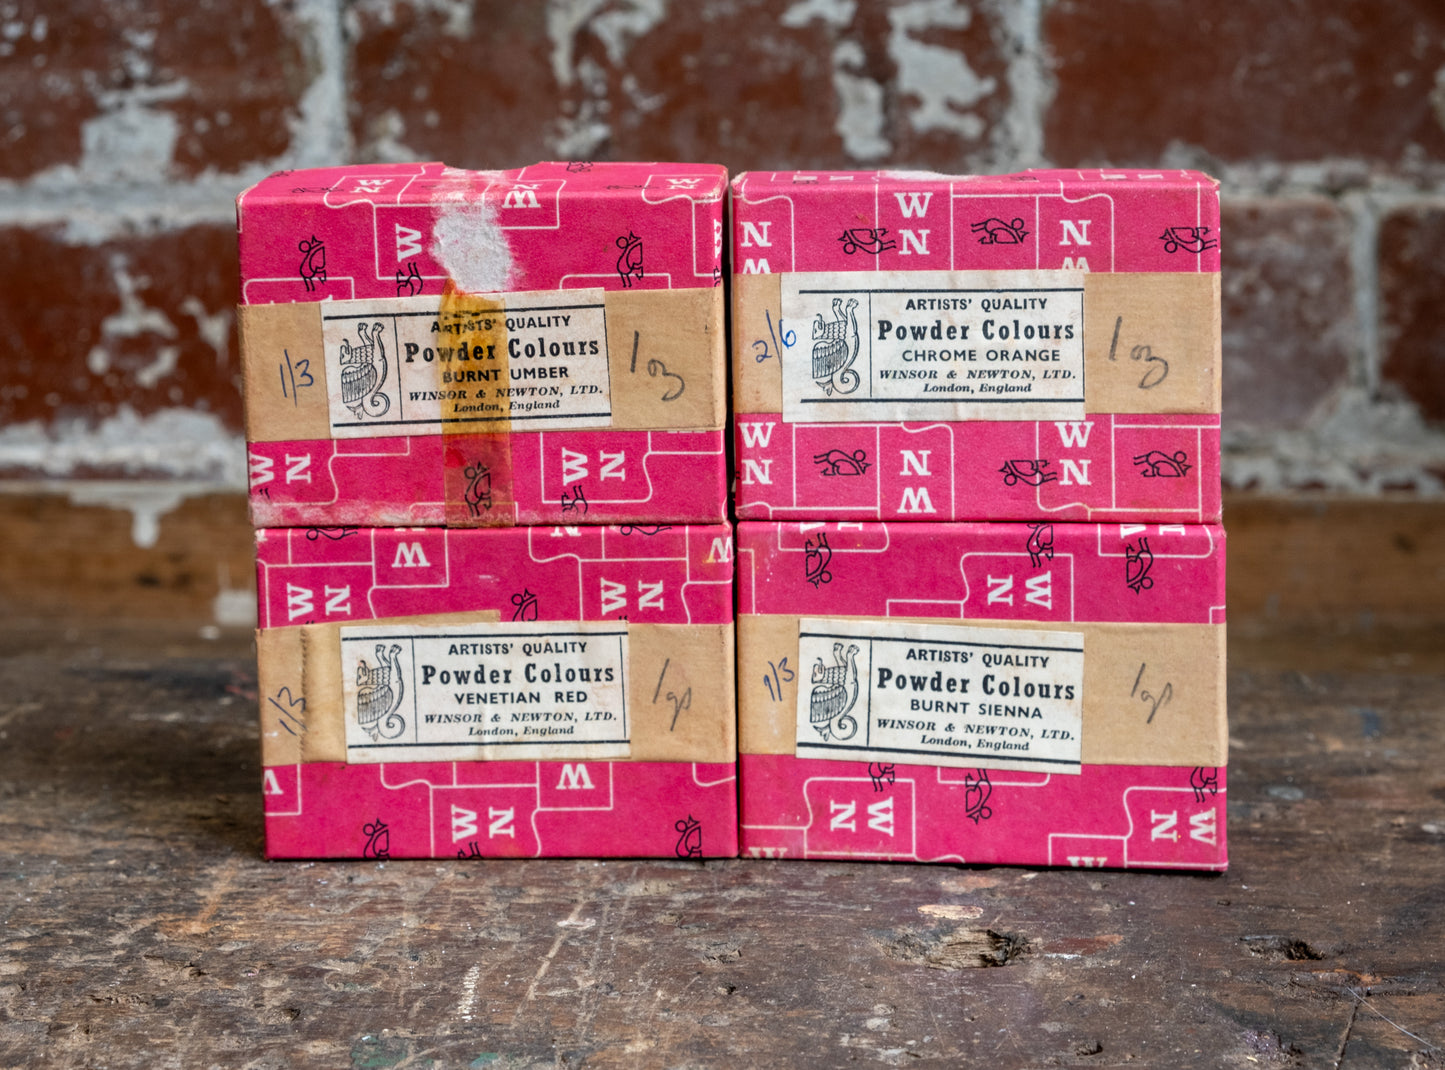 1/3
ARTISTS' QUALITY
Powder Colours
BURNT UMBER
WINSOR & NEWTON, LTD.
London, England
1 oz
2/6
ARTISTS' QUALITY
Powder Colours
CHROME ORANGE
WINSOR & NEWTON, LTD.
London, England
1 oz
1/3
ARTISTS' QUALITY
Powder Colours
VENETIAN RED
WINSOR & NEWTON, LTD.
London, England
1/3
ARTISTS' QUALITY
Powder Colours
BURNT SIENNA
WINSOR & NEWTON, LTD.
London, England
W
N
W
N
W
N
W
N
W
N
W
N
W
N
W
N
W
N
W
N